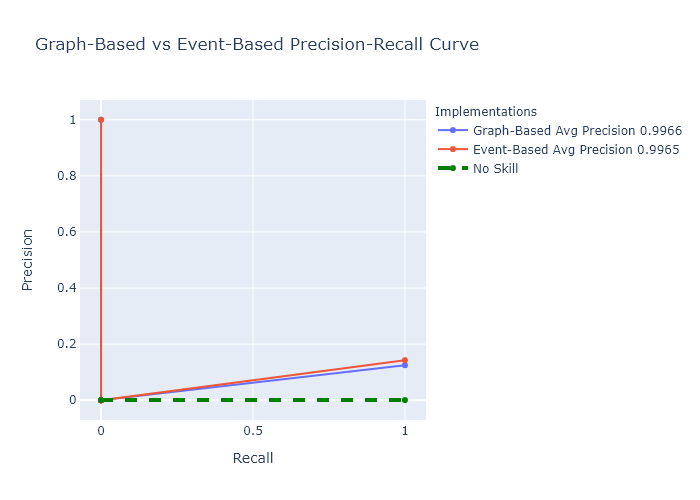 Graph-Based vs Event-Based Precision-Recall Curve
Implementations
Graph-Based Avg Precision 0.9966
Event-Based Avg Precision 0.9965
No Skill
Precision
1
0.8
0.6
0.4
0.2
0
0
0.5
1
Recall